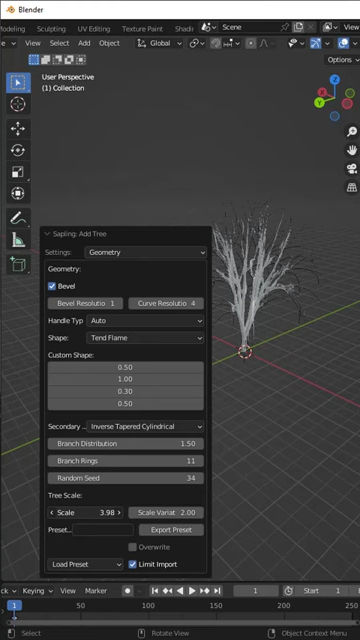 Blender
odeling Sculpting UV Editing Texture Paint Shadi Scene
View Select Add Object Global
Options
User Perspective
(1) Collection
X
Y
Z
Sapling: Add Tree
Settings: Geometry
Geometry:
Bevel
Bevel Resolutio 1 Curve Resolutio 4
Handle Typ Auto
Shape: Tend Flame
Custom Shape:
0.50
1.00
0.30
0.50
Secondary ... Inverse Tapered Cylindrical
Branch Distribution 1.50
Branch Rings 11
Random Seed 34
Tree Scale:
Scale 3.98 Scale Variat 2.00
Preset... Export Preset
Overwrite
Load Preset Limit Import
ck Keying View Marker 1 Start 1
1 50 100 150 200 250
Select Rotate View Object Context Menu